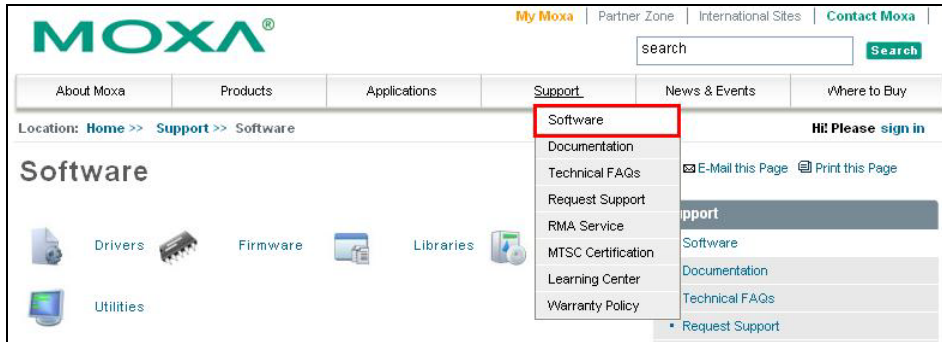 MOXA®
My Moxa | Partner Zone | International Sites | Contact Moxa |
search Search
About Moxa Products Applications Support News & Events Where to Buy
Location: Home >> Support >> Software
Hi! Please sign in
Software
Documentation
Technical FAQs
Request Support
RMA Service
MTSC Certification
Learning Center
Warranty Policy
Software
E-Mail this Page Print this Page
Drivers Firmware Libraries
Utilities
pport
Software
Documentation
Technical FAQs
• Request Support